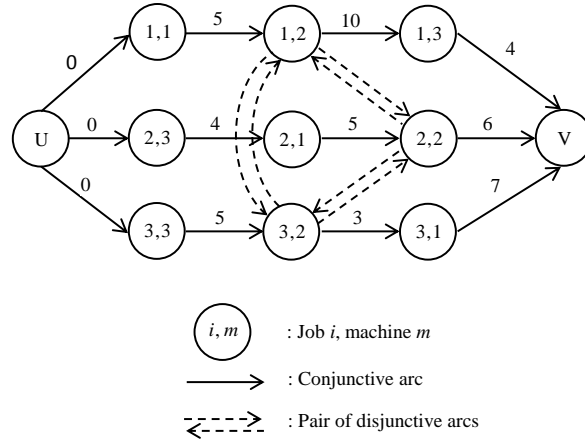 5 10
1,1 1,2 1,3
0 4
0 4 5 6
U 2,3 2,1 2,2 V
0 5 3 7
3,3 3,2 3,1
i, m : Job i, machine m
: Conjunctive arc
: Pair of disjunctive arcs